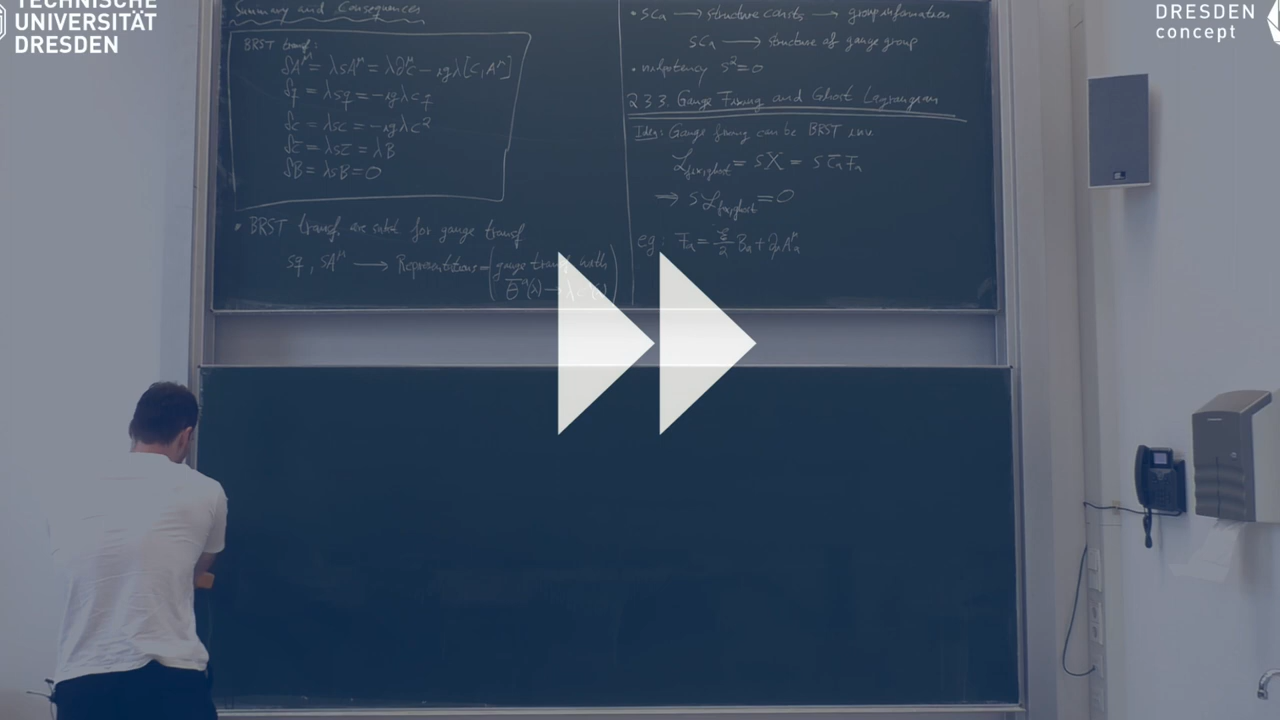 TECHNISCHE
UNIVERSITÄT
DRESDEN
DRESDEN
concept
Summary and Consequences
BRST transf.:
δA^μ = λsA^μ = λ∂^μc − igλ[c, A^μ]
δq = λsq = −igλcq
δc = λsc = −igλc²
δc̄ = λsc̄ = λB
δB = λsB = 0
• BRST transf. are subst. for gauge transf.
sq, sA^μ → Representations = (gauge transf. with
θ^a(x) → λc^a(x))
• sc_a → structure consts → group information
sc_a → structure of gauge group
• nilpotency s² = 0
2.3.3. Gauge Fixing and Ghost Lagrangian
Idea: Gauge fixing can be BRST inv.
ℒ_fix,ghost = sX = s c̄_a F_a
⇒ sℒ_fix,ghost = 0
eg: F_a = ξ/2 B_a + ∂_μA^μ_a